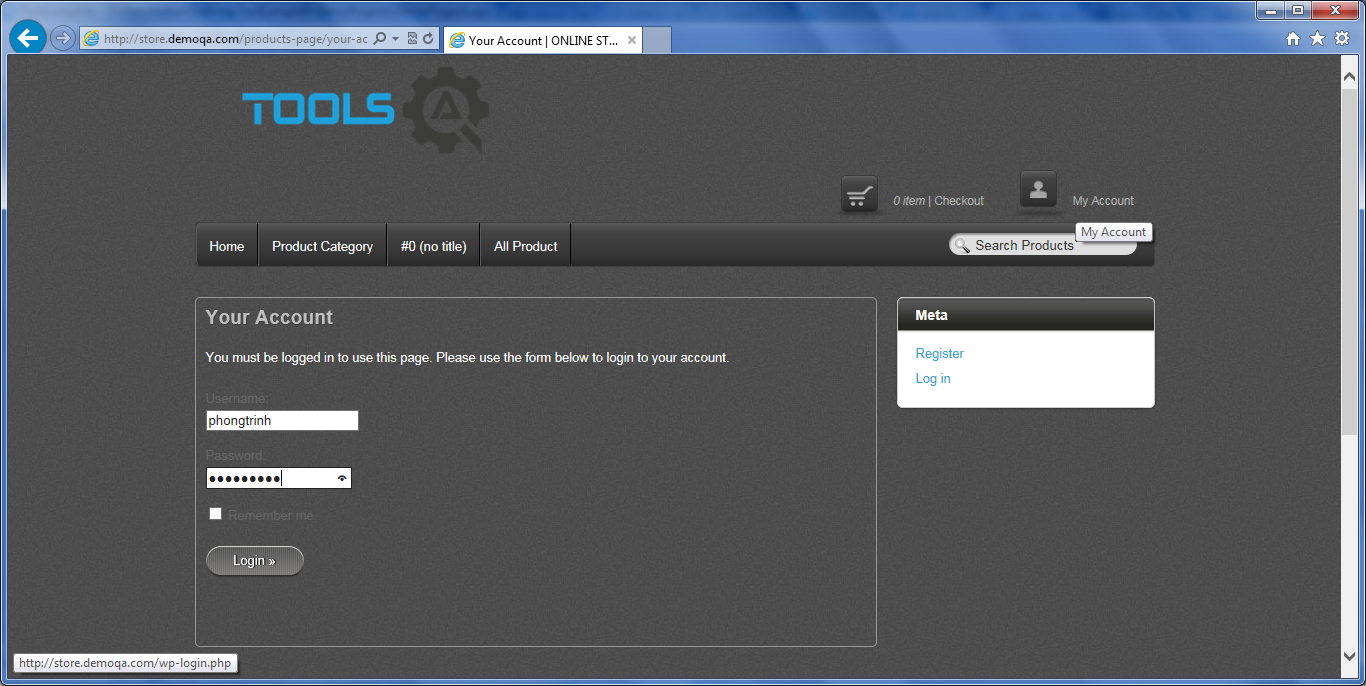 http://store.demoqa.com/products-page/your-ac
Your Account | ONLINE ST...
TOOLS
0 item | Checkout
My Account
My Account
Home
Product Category
#0 (no title)
All Product
Search Products
Your Account
You must be logged in to use this page. Please use the form below to login to your account.
Username:
phongtrinh
Password:
●●●●●●●●●
Remember me
Login »
Meta
Register
Log in
http://store.demoqa.com/wp-login.php